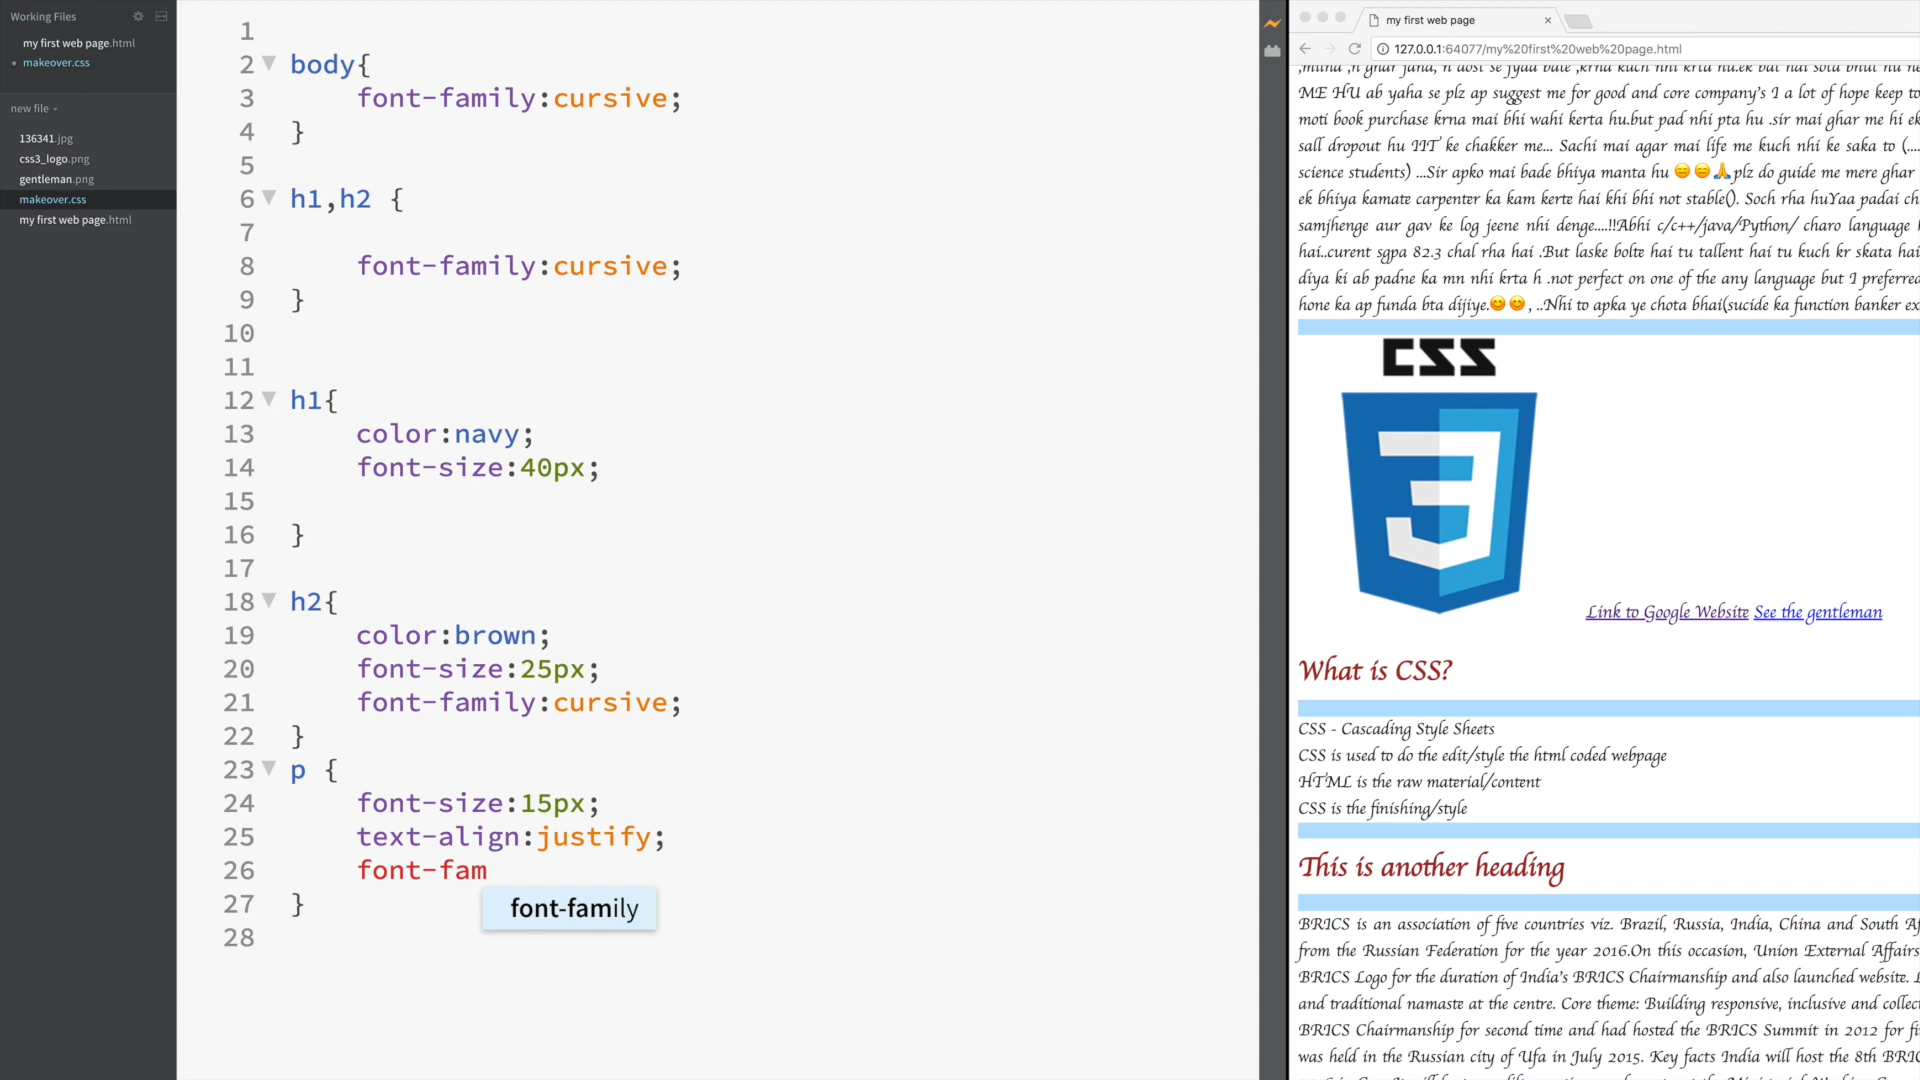 Working Files
my first web page.html
makeover.css
new file
136341.jpg
css3_logo.png
gentleman.png
makeover.css
my first web page.html
1
2 body{
3 font-family:cursive;
4 }
5
6 h1,h2 {
7
8 font-family:cursive;
9 }
10
11
12 h1{
13 color:navy;
14 font-size:40px;
15
16 }
17
18 h2{
19 color:brown;
20 font-size:25px;
21 font-family:cursive;
22 }
23 p {
24 font-size:15px;
25 text-align:justify;
26 font-fam
font-family
27 }
28
my first web page
127.0.0.1:64077/my%20first%20web%20page.html
ME HU ab yaha se plz ap suggest me for good and core company's I a lot of hope keep to
moti book purchase krna mai bhi wahi kerta hu.but pad nhi pta hu .sir mai ghar me hi ek
sall dropout hu IIT ke chakker me... Sachi mai agar mai life me kuch nhi ke saka to (....
science students) ...Sir apko mai bade bhiya manta hu 😑😑🙏plz do guide me mere ghar
ek bhiya kamate carpenter ka kam kerte hai khi bhi not stable(). Soch rha huYaa padai ch
samjhenge aur gav ke log jeene nhi denge....!!Abhi c/c++/java/Python/ charo language
hai..curent sgpa 82.3 chal rha hai .But laske bolte hai tu tallent hai tu kuch kr skata hai
diya ki ab padne ka mn nhi krta h .not perfect on one of the any language but I preferred
hone ka ap funda bta dijiye.😊😊, ..Nhi to apka ye chota bhai(sucide ka function banker ex
CSS
3
Link to Google Website See the gentleman
What is CSS?
CSS - Cascading Style Sheets
CSS is used to do the edit/style the html coded webpage
HTML is the raw material/content
CSS is the finishing/style
This is another heading
BRICS is an association of five countries viz. Brazil, Russia, India, China and South Af
from the Russian Federation for the year 2016.On this occasion, Union External Affairs
BRICS Logo for the duration of India's BRICS Chairmanship and also launched website.
and traditional namaste at the centre. Core theme: Building responsive, inclusive and collec
BRICS Chairmanship for second time and had hosted the BRICS Summit in 2012 for fi
was held in the Russian city of Ufa in July 2015. Key facts India will host the 8th BRIC